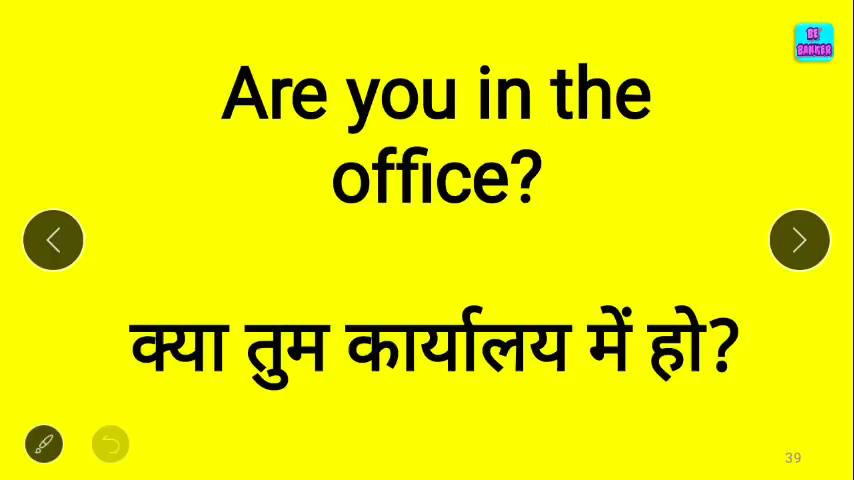 BE
BANKER
Are you in the
office?
क्या तुम कार्यालय में हो?
39